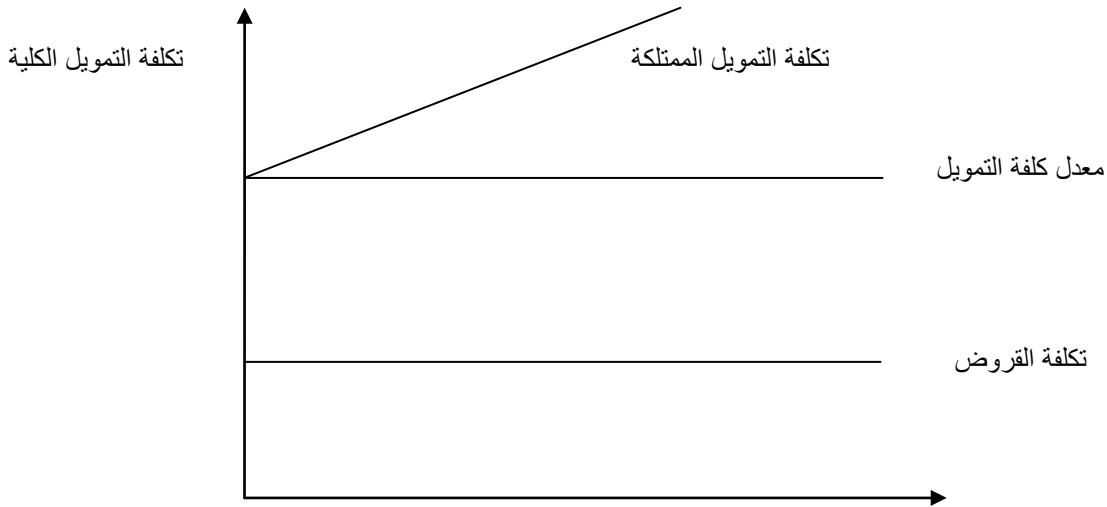 تكلفة التمويل الكلية
تكلفة التمويل الممتلكة
معدل كلفة التمويل
تكلفة القروض